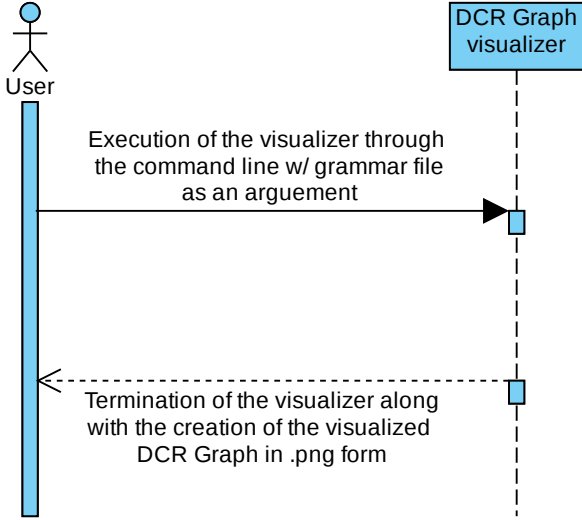 DCR Graph
visualizer
User
Execution of the visualizer through
the command line w/ grammar file
as an arguement
Termination of the visualizer along
with the creation of the visualized
DCR Graph in .png form